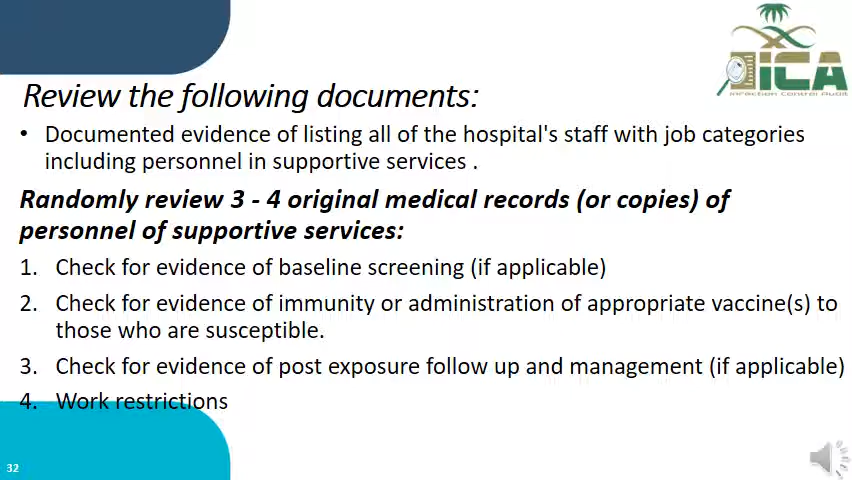 iCA
Infection Control Audit
Review the following documents:
• Documented evidence of listing all of the hospital's staff with job categories
including personnel in supportive services .
Randomly review 3 - 4 original medical records (or copies) of
personnel of supportive services:
1. Check for evidence of baseline screening (if applicable)
2. Check for evidence of immunity or administration of appropriate vaccine(s) to
those who are susceptible.
3. Check for evidence of post exposure follow up and management (if applicable)
4. Work restrictions
32